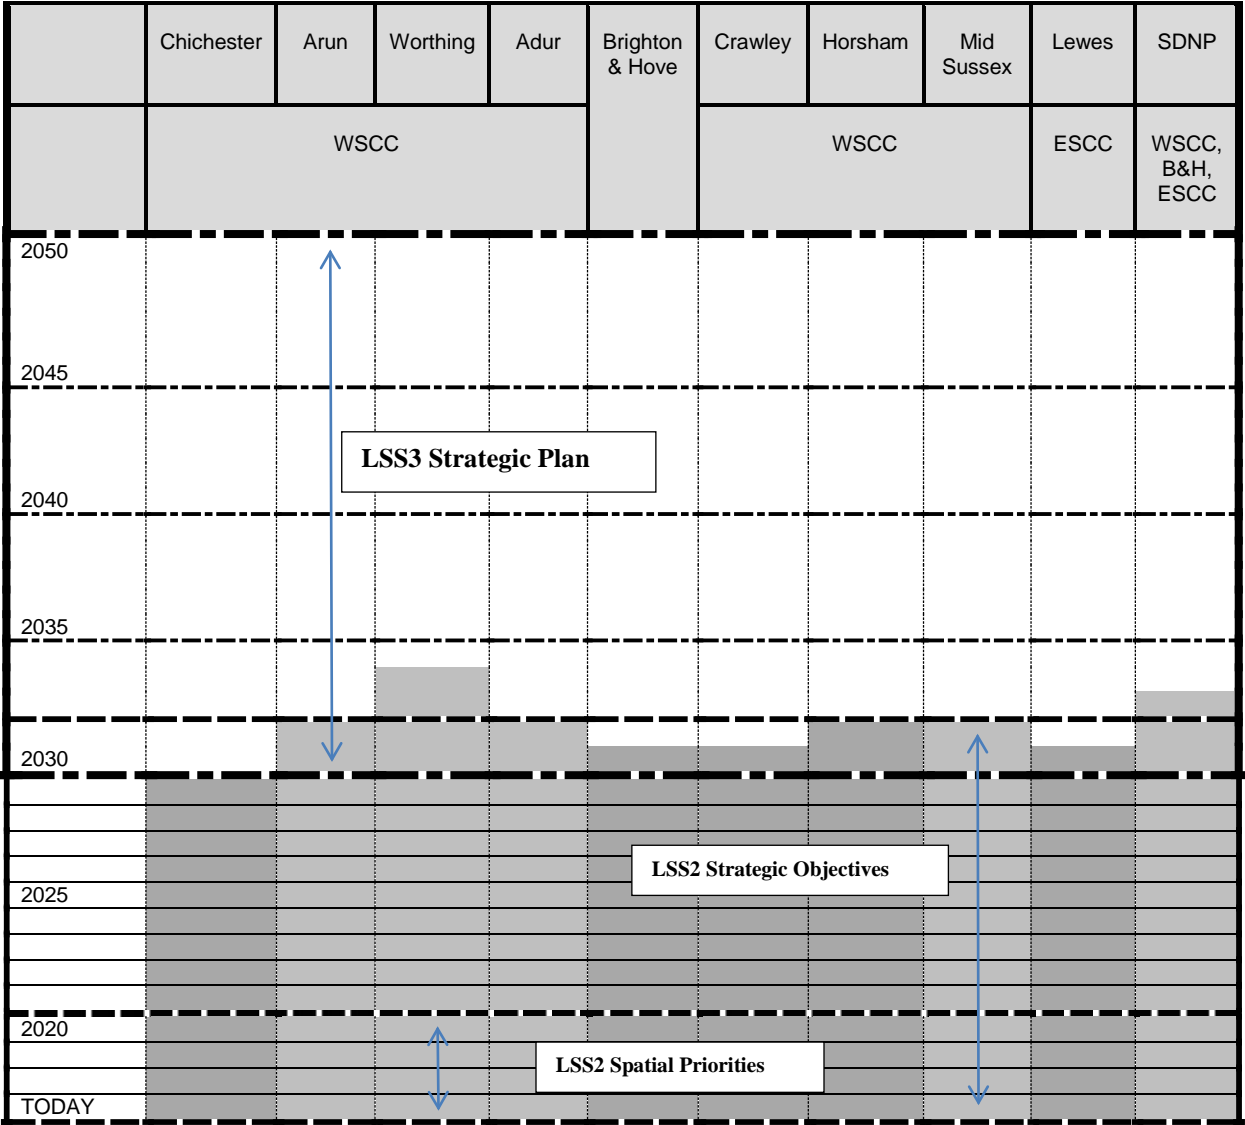 Chichester Arun Worthing Adur Brighton & Hove Crawley Horsham Mid Sussex Lewes SDNP
WSCC WSCC ESCC WSCC, B&H, ESCC
2050
2045
LSS3 Strategic Plan
2040
2035
2030
LSS2 Strategic Objectives
2025
2020
LSS2 Spatial Priorities
TODAY